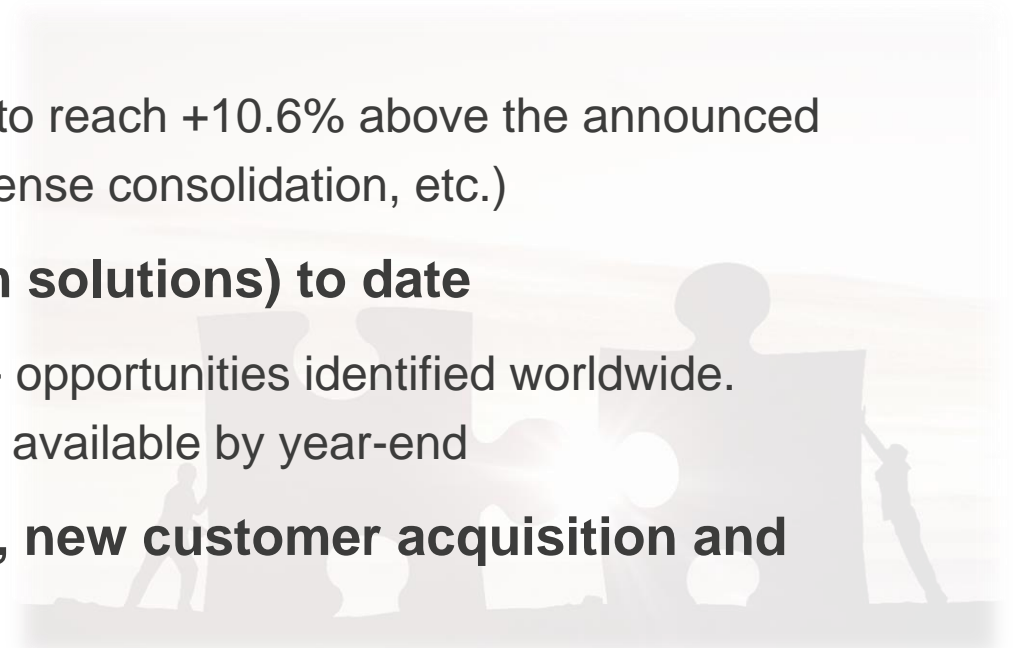 to reach +10.6% above the announced
ense consolidation, etc.)
solutions) to date
opportunities identified worldwide.
available by year-end
, new customer acquisition and